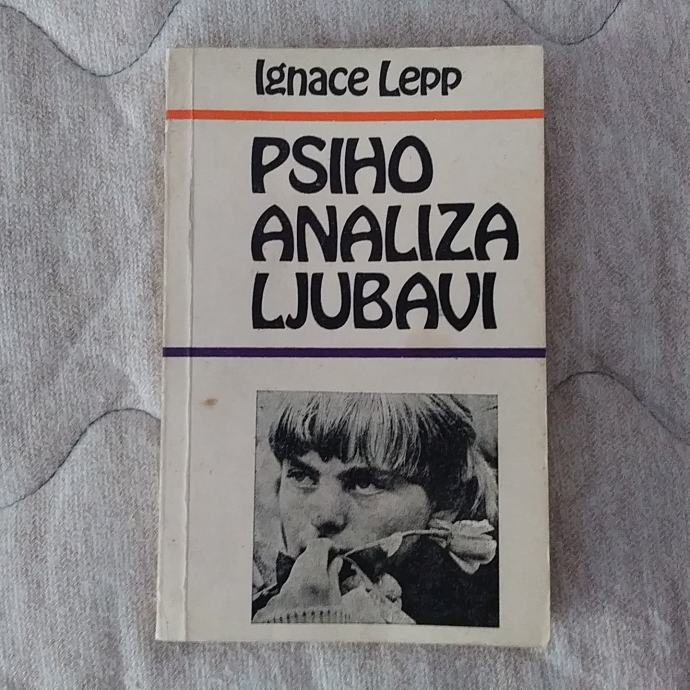 Ignace Lepp
PSIHO
ANALIZA
LJUBAVI